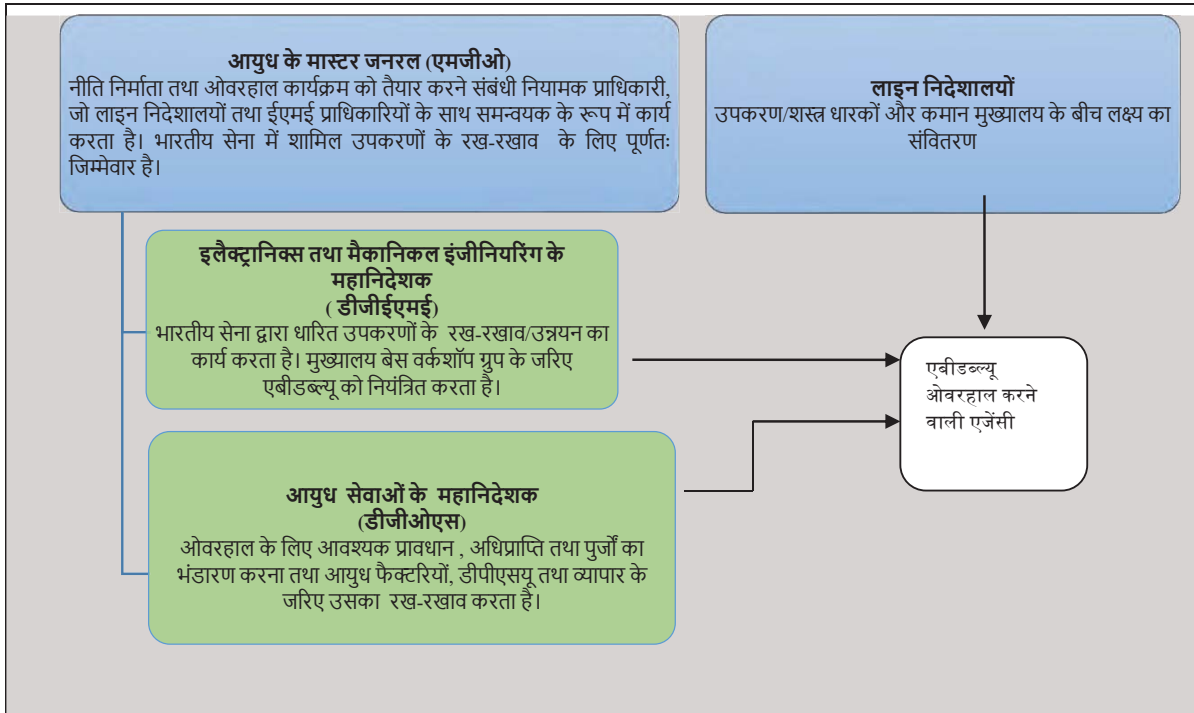 आयुध के मास्टर जनरल (एमजीओ)
नीति निर्माता तथा ओवरहाल कार्यक्रम को तैयार करने संबंधी नियामक प्राधिकारी,
जो लाइन निदेशालयों तथा ईएमई प्राधिकारियों के साथ समन्वयक के रूप में कार्य
करता है। भारतीय सेना में शामिल उपकरणों के रख-रखाव के लिए पूर्णतः
जिम्मेवार है।
लाइन निदेशालयों
उपकरण/शस्त्र धारकों और कमान मुख्यालय के बीच लक्ष्य का
संवितरण
इलैक्ट्रानिक्स तथा मैकानिकल इंजीनियरिंग के
महानिदेशक
( डीजीईएमई)
भारतीय सेना द्वारा धारित उपकरणों के रख-रखाव/उन्नयन का
कार्य करता है। मुख्यालय बेस वर्कशॉप ग्रुप के जरिए
एबीडब्ल्यू को नियंत्रित करता है।
एबीडब्ल्यू
ओवरहाल करने
वाली एजेंसी
आयुध सेवाओं के महानिदेशक
(डीजीओएस)
ओवरहाल के लिए आवश्यक प्रावधान , अधिप्राप्ति तथा पुर्जों का
भंडारण करना तथा आयुध फैक्टरियों, डीपीएसयू तथा व्यापार के
जरिए उसका रख-रखाव करता है।